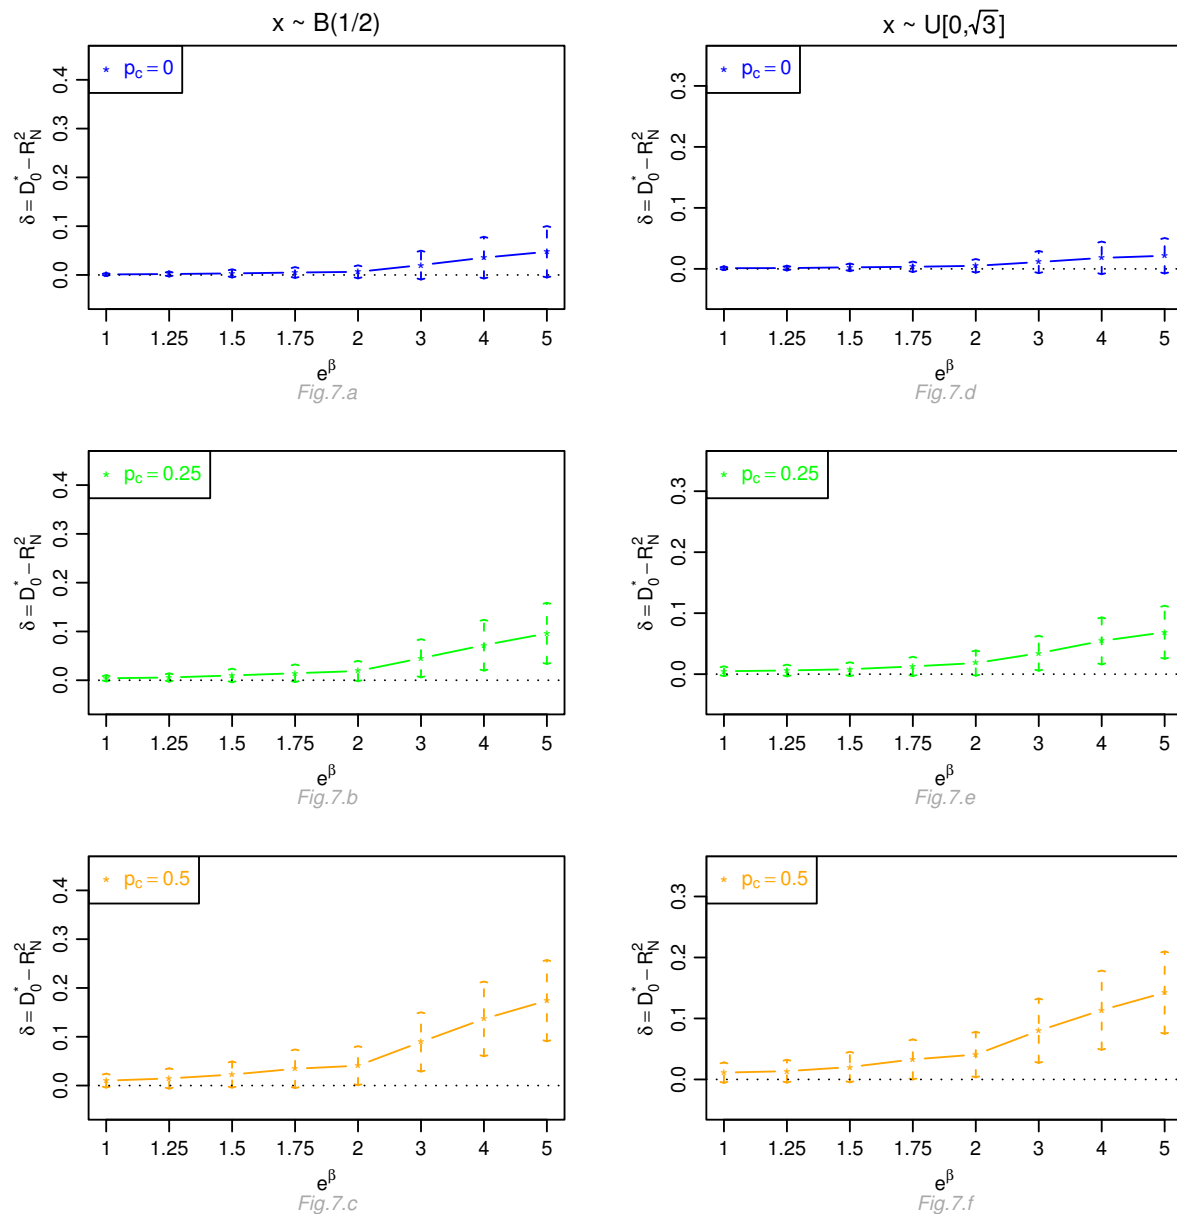 x ~ B(1/2)
* p_c = 0
δ = D_0^* − R_N^2
0.0 0.1 0.2 0.3 0.4
1 1.25 1.5 1.75 2 3 4 5
e^β
Fig.7.a
x ~ U[0,√3]
* p_c = 0
δ = D_0^* − R_N^2
0.0 0.1 0.2 0.3
1 1.25 1.5 1.75 2 3 4 5
e^β
Fig.7.d
* p_c = 0.25
δ = D_0^* − R_N^2
0.0 0.1 0.2 0.3 0.4
1 1.25 1.5 1.75 2 3 4 5
e^β
Fig.7.b
* p_c = 0.25
δ = D_0^* − R_N^2
0.0 0.1 0.2 0.3
1 1.25 1.5 1.75 2 3 4 5
e^β
Fig.7.e
* p_c = 0.5
δ = D_0^* − R_N^2
0.0 0.1 0.2 0.3 0.4
1 1.25 1.5 1.75 2 3 4 5
e^β
Fig.7.c
* p_c = 0.5
δ = D_0^* − R_N^2
0.0 0.1 0.2 0.3
1 1.25 1.5 1.75 2 3 4 5
e^β
Fig.7.f